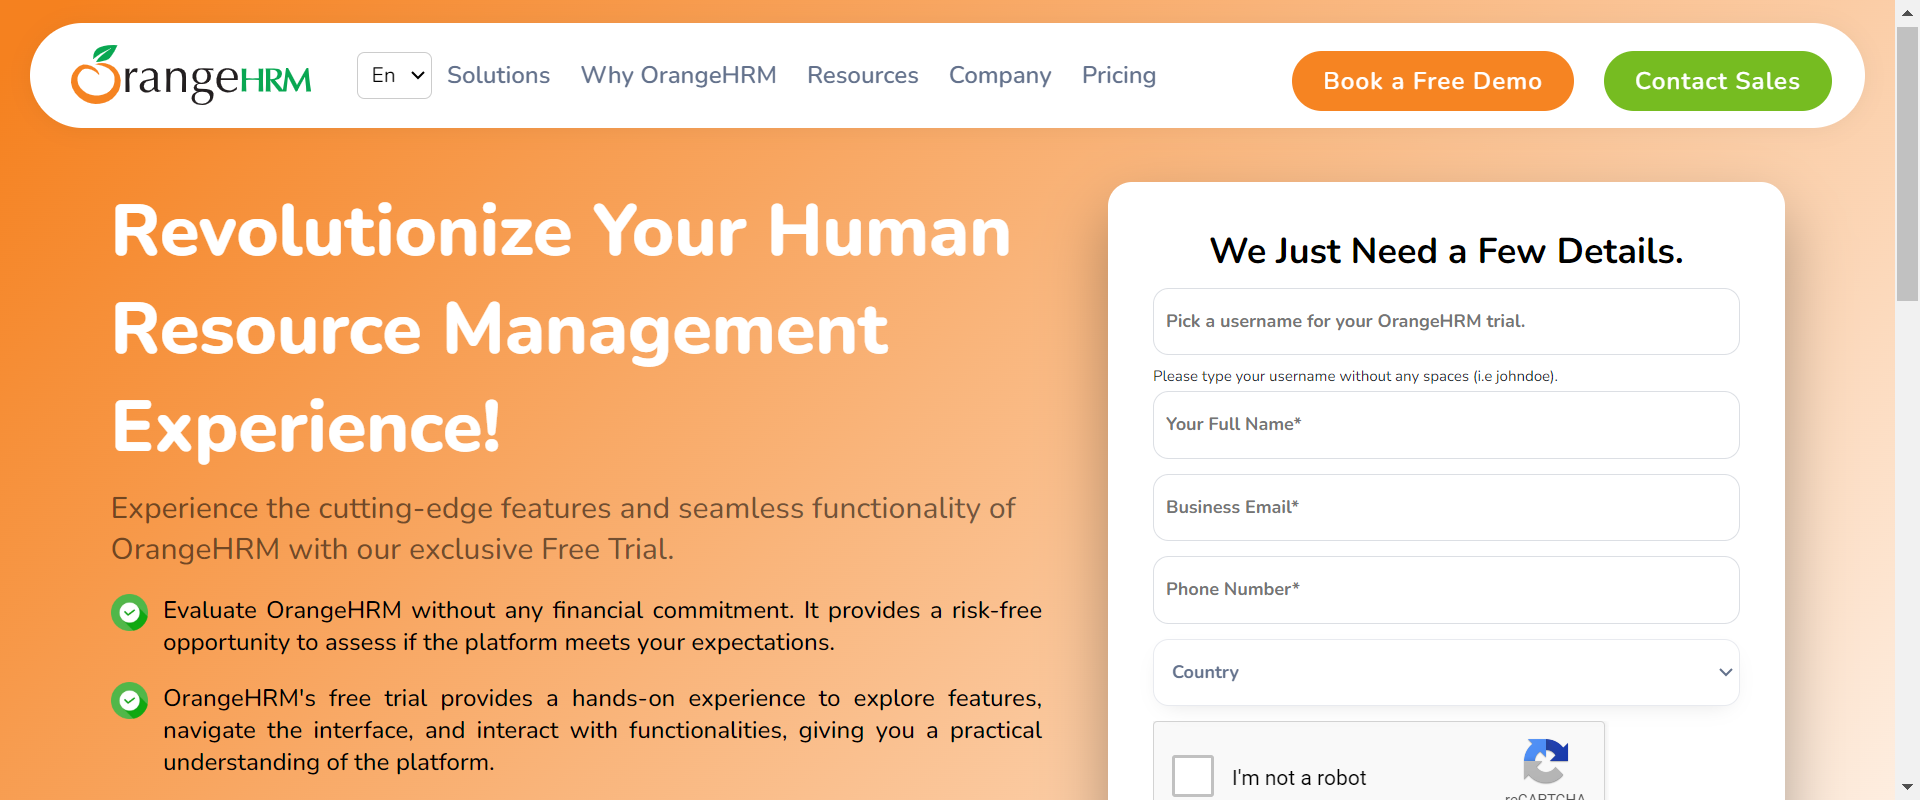 OrangeHRM
En
Solutions
Why OrangeHRM
Resources
Company
Pricing
Book a Free Demo
Contact Sales
Revolutionize Your Human
Resource Management
Experience!
Experience the cutting-edge features and seamless functionality of
OrangeHRM with our exclusive Free Trial.
Evaluate OrangeHRM without any financial commitment. It provides a risk-free
opportunity to assess if the platform meets your expectations.
OrangeHRM's free trial provides a hands-on experience to explore features,
navigate the interface, and interact with functionalities, giving you a practical
understanding of the platform.
We Just Need a Few Details.
Pick a username for your OrangeHRM trial.
Please type your username without any spaces (i.e johndoe).
Your Full Name*
Business Email*
Phone Number*
Country
I'm not a robot
reCAPTCHA